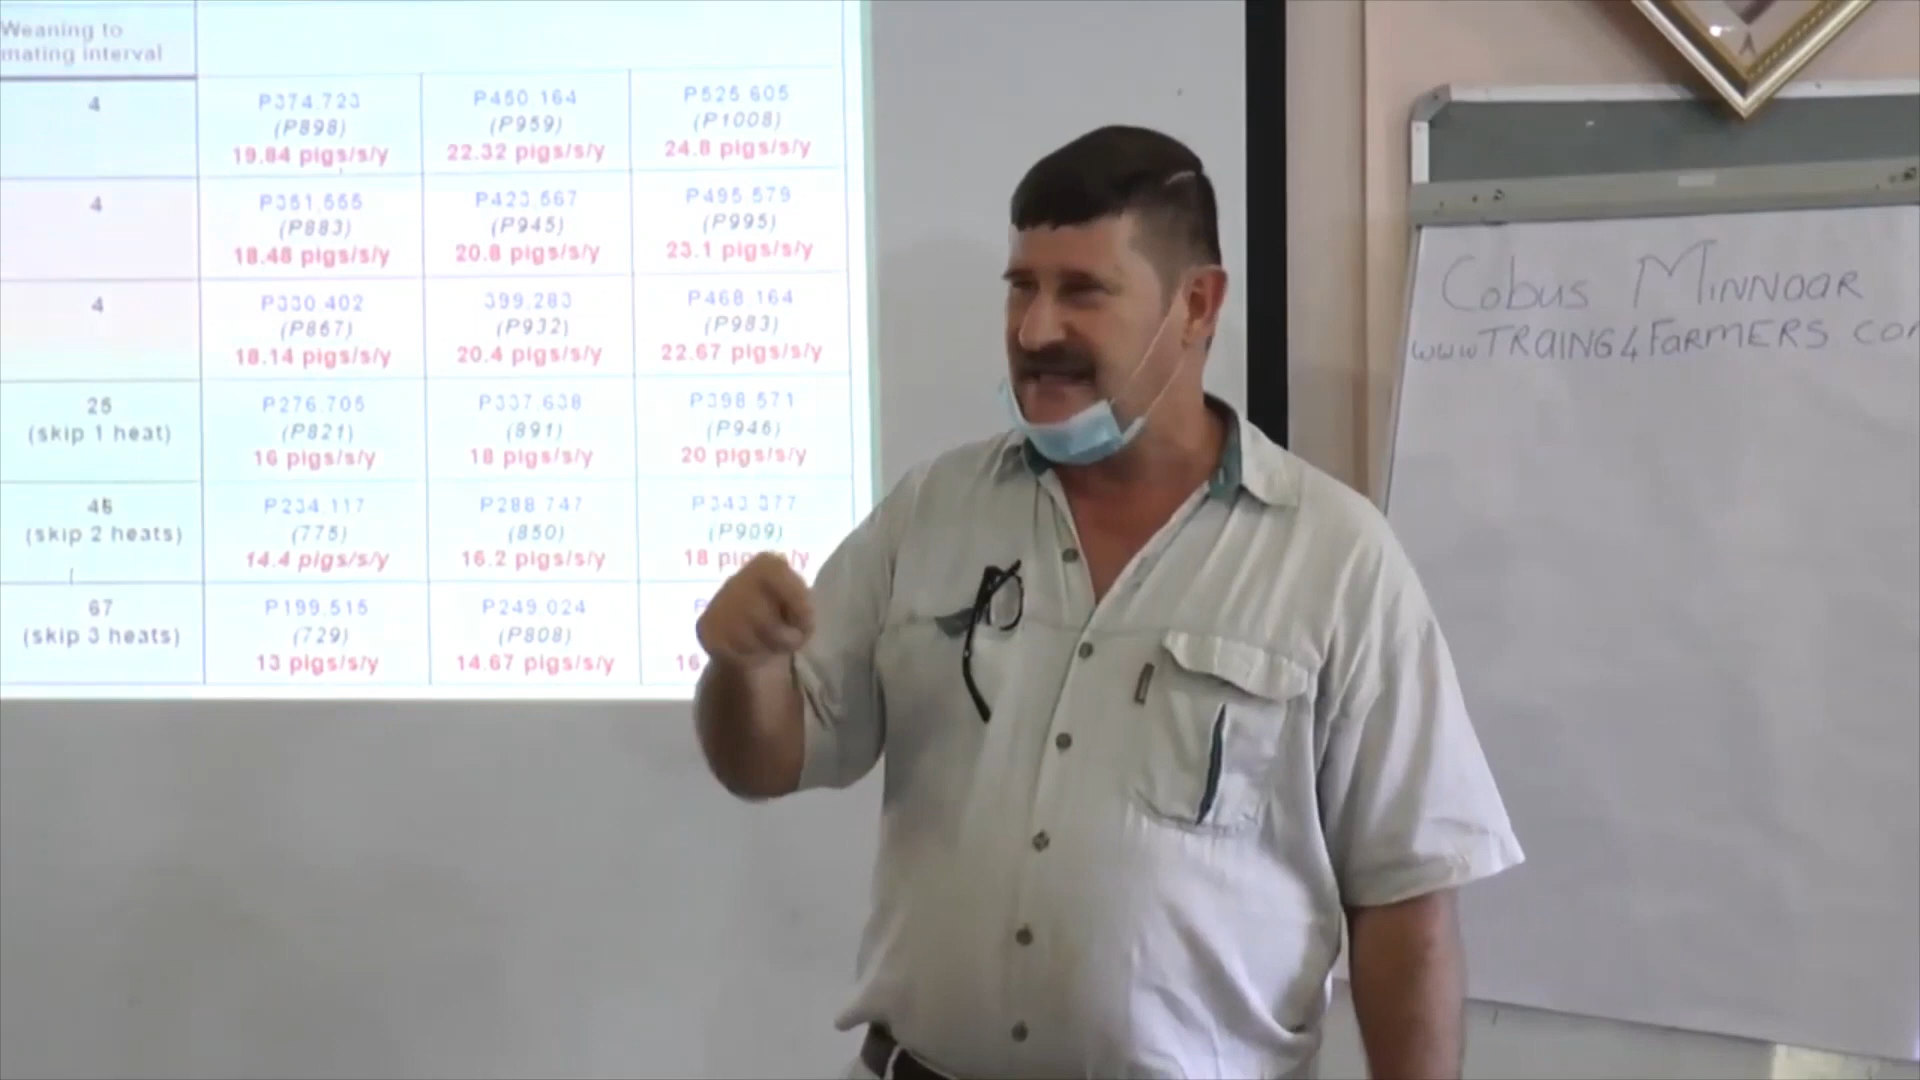 Weaning to
mating interval
4
P374.723
(P898)
19.84 pigs/s/y
P450.164
(P959)
22.32 pigs/s/y
P525.605
(P1008)
24.8 pigs/s/y
4
P351.555
(P883)
18.48 pigs/s/y
P423.567
(P945)
20.8 pigs/s/y
P495.579
(P995)
23.1 pigs/s/y
4
P330.402
(P867)
18.14 pigs/s/y
399.283
(P932)
20.4 pigs/s/y
P468.164
(P983)
22.67 pigs/s/y
25
(skip 1 heat)
P276.705
(P821)
16 pigs/s/y
P337.638
(891)
18 pigs/s/y
P398.571
(P946)
20 pigs/s/y
46
(skip 2 heats)
P234.117
(775)
14.4 pigs/s/y
P288.747
(850)
16.2 pigs/s/y
P343.377
(P909)
18
67
(skip 3 heats)
P199.515
(729)
13 pigs/s/y
P249.024
(P808)
14.67 pigs/s/y
16
Cobus Minnaar
www TRAING4FARMERS